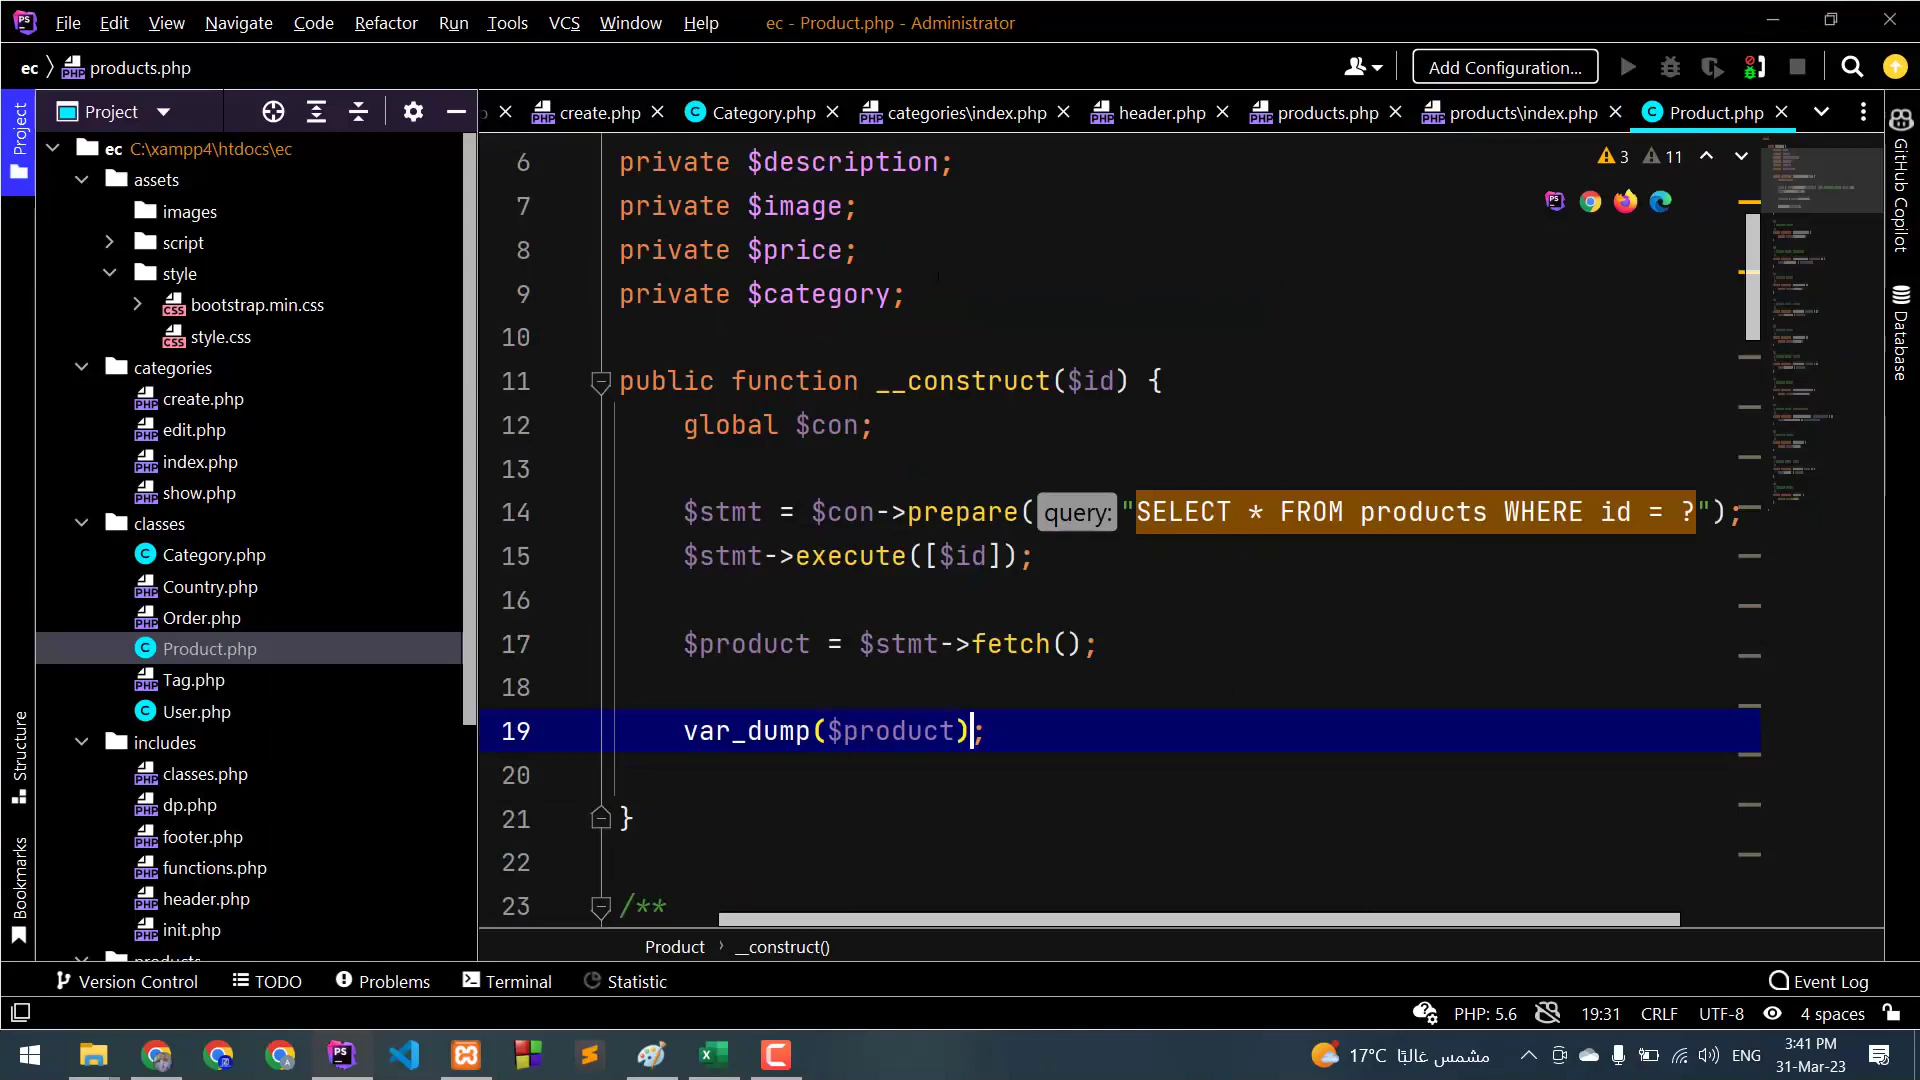 File Edit View Navigate Code Refactor Run Tools VCS Window Help ec - Product.php - Administrator
ec products.php Add Configuration...
Project
create.php Category.php categories\index.php header.php products.php products\index.php Product.php
Project
ec C:\xampp4\htdocs\ec
assets
images
script
style
bootstrap.min.css
style.css
categories
create.php
edit.php
index.php
show.php
classes
Category.php
Country.php
Order.php
Product.php
Tag.php
User.php
includes
classes.php
dp.php
footer.php
functions.php
header.php
init.php
products
6 private $description;
7 private $image;
8 private $price;
9 private $category;
10
11 public function __construct($id) {
12 global $con;
13
14 $stmt = $con->prepare( query: "SELECT * FROM products WHERE id = ?");
15 $stmt->execute([$id]);
16
17 $product = $stmt->fetch();
18
19 var_dump($product);
20
21 }
22
23 /**
3 11
GitHub Copilot
Database
Structure
Bookmarks
Product › __construct()
Version Control TODO Problems Terminal Statistic Event Log
PHP: 5.6 19:31 CRLF UTF-8 4 spaces
17°C مشمس غالبًا ENG 3:41 PM
31-Mar-23